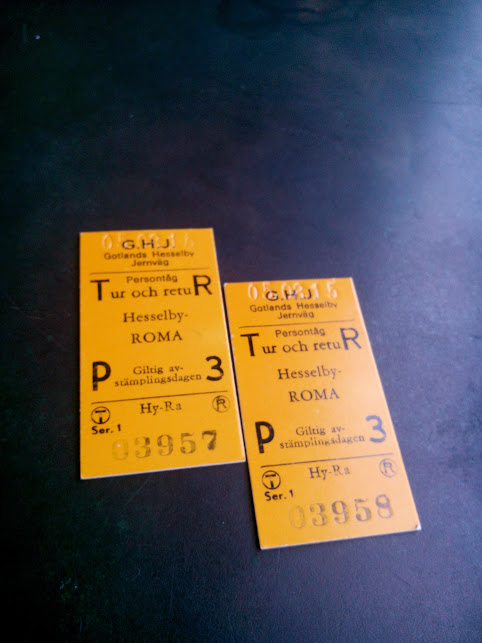 G.H.J.
Gotlands Hesselby
Jernväg
Persontåg
Tur och retuR
Hesselby-
ROMA
P Giltig av- 3
stämplingsdagen
T Hy-Ra R
Ser. 1
03957
G.H.J.
Gotlands Hesselby
Jernväg
Persontåg
Tur och retuR
Hesselby-
ROMA
P Giltig av- 3
stämplingsdagen
T Hy-Ra R
Ser. 1
03958